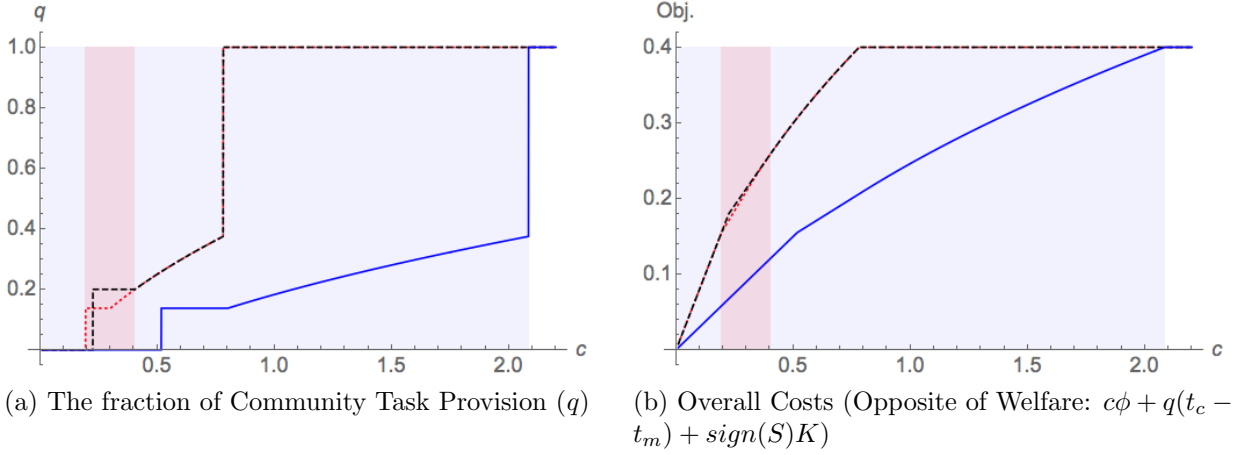 q
1.0
0.8
0.6
0.4
0.2
0.5
1.0
1.5
2.0
c
(a) The fraction of Community Task Provision (q)
Obj.
0.4
0.3
0.2
0.1
0.5
1.0
1.5
2.0
c
(b) Overall Costs (Opposite of Welfare: cϕ + q(t_c −
t_m) + sign(S)K)